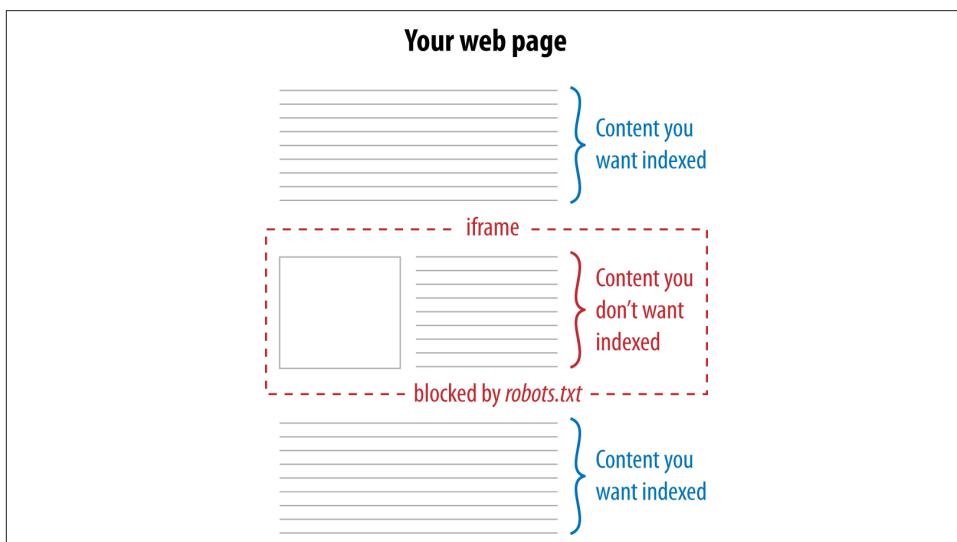 Your web page
Content you
want indexed
iframe
Content you
don’t want
indexed
blocked by robots.txt
Content you
want indexed